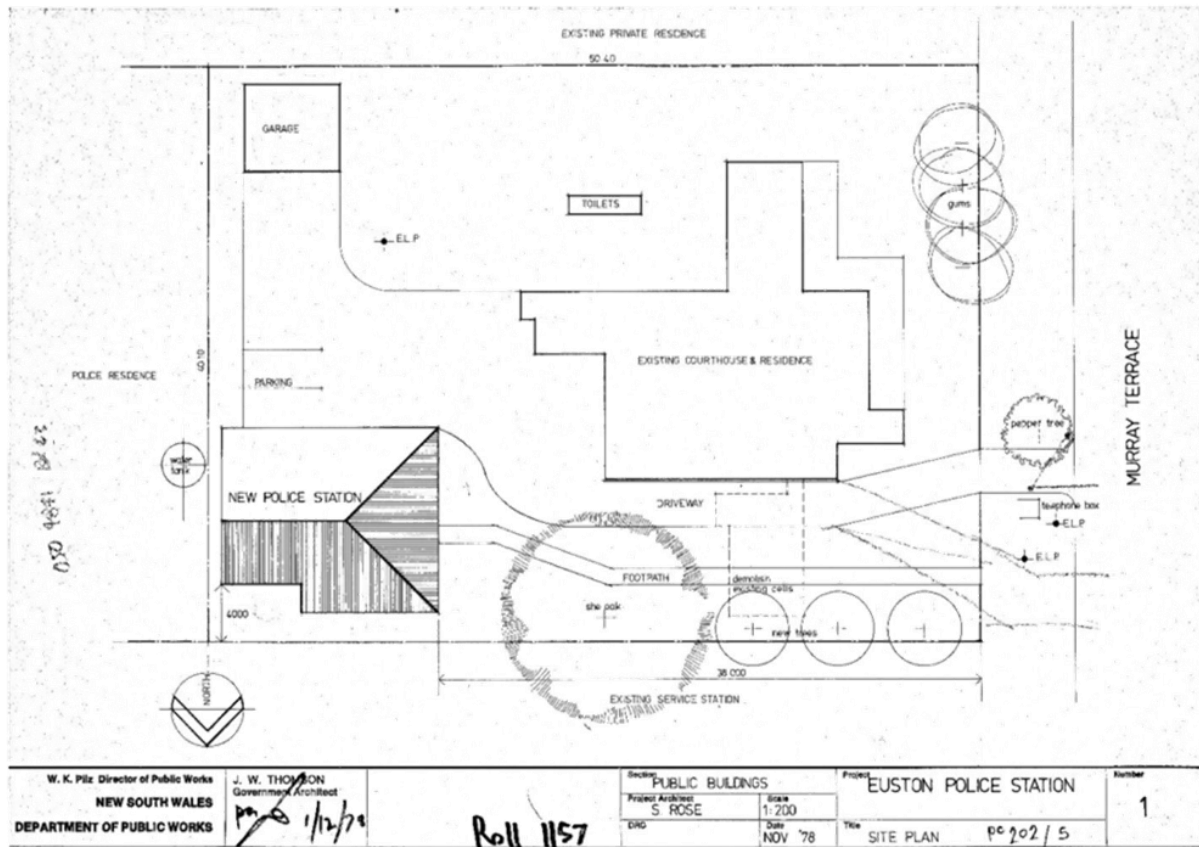 EXISTING PRIVATE RESIDENCE
50.40
GARAGE
TOILETS
E.L.P
gums
40.10
EXISTING COURTHOUSE & RESIDENCE
POLICE RESIDENCE
PARKING
MURRAY TERRACE
pepper tree
water
tank
NEW POLICE STATION
DRIVEWAY
telephone box
E.L.P
E.L.P
FOOTPATH
demolish
existing cells
4000
she oak
new trees
38.000
EXISTING SERVICE STATION
NORTH
W. K. Pilz Director of Public Works
NEW SOUTH WALES
DEPARTMENT OF PUBLIC WORKS
J. W. THOMSON
Government Architect
1/12/78
Roll 1157
Section
PUBLIC BUILDINGS
Project Architect
S. ROSE
Scale
1:200
DRG
Date
NOV '78
Project
EUSTON POLICE STATION
Title
SITE PLAN
PC 202/5
Number
1